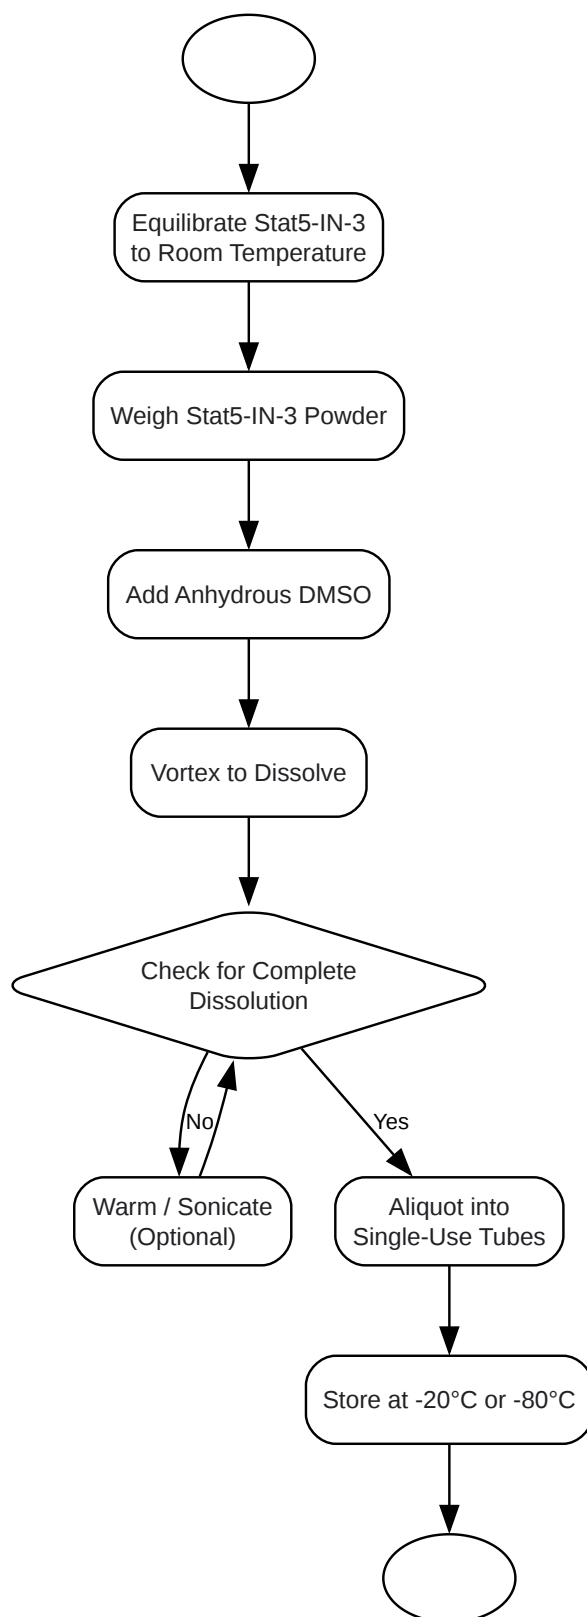 Equilibrate Stat5-IN-3
to Room Temperature
Weigh Stat5-IN-3 Powder
Add Anhydrous DMSO
Vortex to Dissolve
Check for Complete
Dissolution
No
Yes
Warm / Sonicate
(Optional)
Aliquot into
Single-Use Tubes
Store at -20°C or -80°C